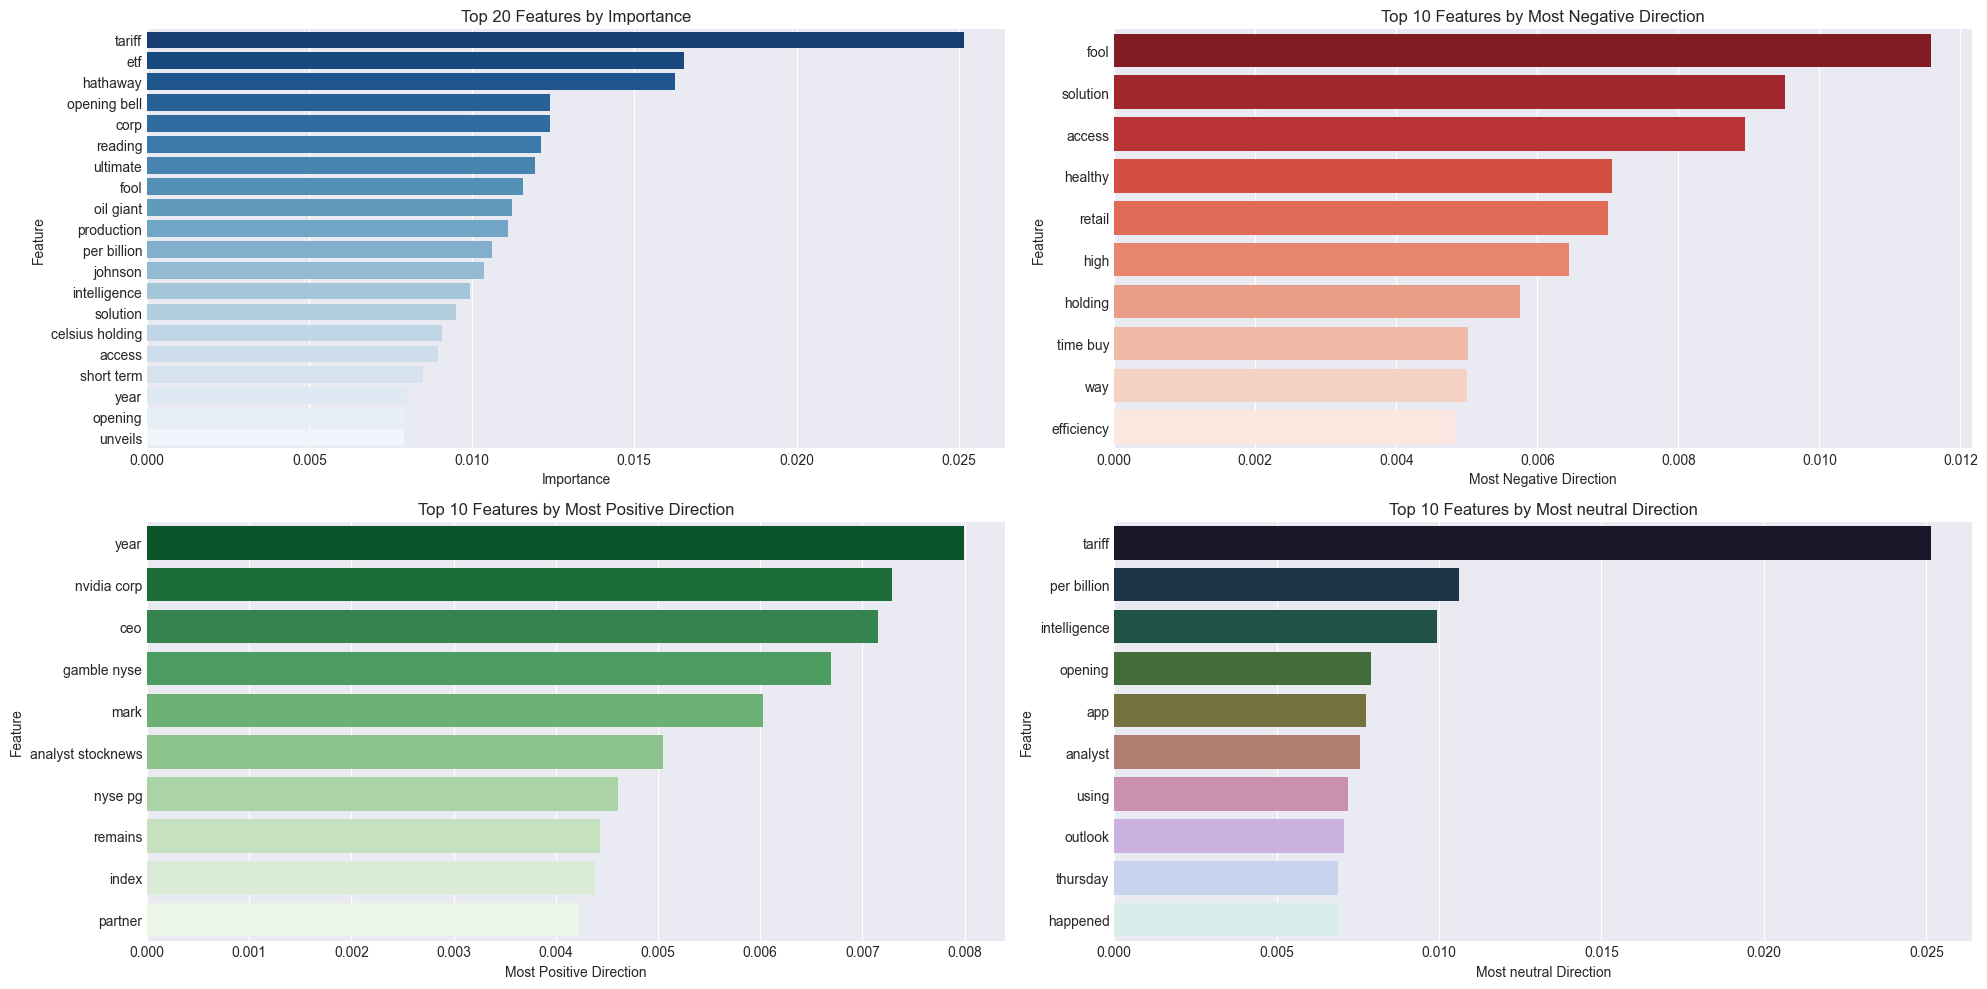 Top 20 Features by Importance
Feature
tariff
etf
hathaway
opening bell
corp
reading
ultimate
fool
oil giant
production
per billion
johnson
intelligence
solution
celsius holding
access
short term
year
opening
unveils
0.000 0.005 0.010 0.015 0.020 0.025
Importance
Top 10 Features by Most Negative Direction
Feature
fool
solution
access
healthy
retail
high
holding
time buy
way
efficiency
0.000 0.002 0.004 0.006 0.008 0.010 0.012
Most Negative Direction
Top 10 Features by Most Positive Direction
Feature
year
nvidia corp
ceo
gamble nyse
mark
analyst stocknews
nyse pg
remains
index
partner
0.000 0.001 0.002 0.003 0.004 0.005 0.006 0.007 0.008
Most Positive Direction
Top 10 Features by Most neutral Direction
Feature
tariff
per billion
intelligence
opening
app
analyst
using
outlook
thursday
happened
0.000 0.005 0.010 0.015 0.020 0.025
Most neutral Direction